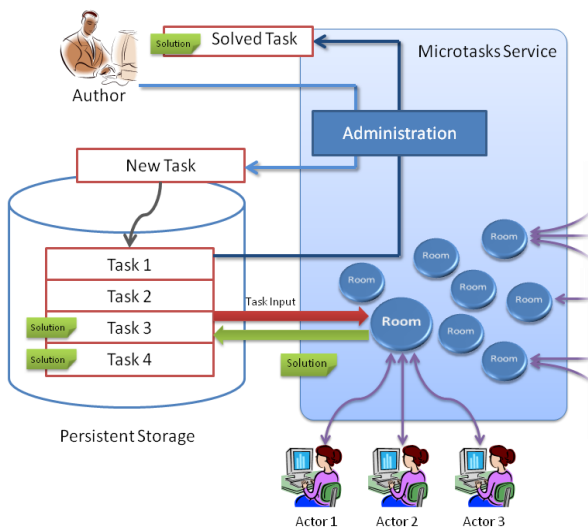 Solution
Solved Task
Microtasks Service
Author
Administration
New Task
Task 1
Task 2
Task 3
Task 4
Solution
Solution
Task Input
Solution
Room
Room
Room
Room
Room
Room
Room
Room
Persistent Storage
Actor 1
Actor 2
Actor 3